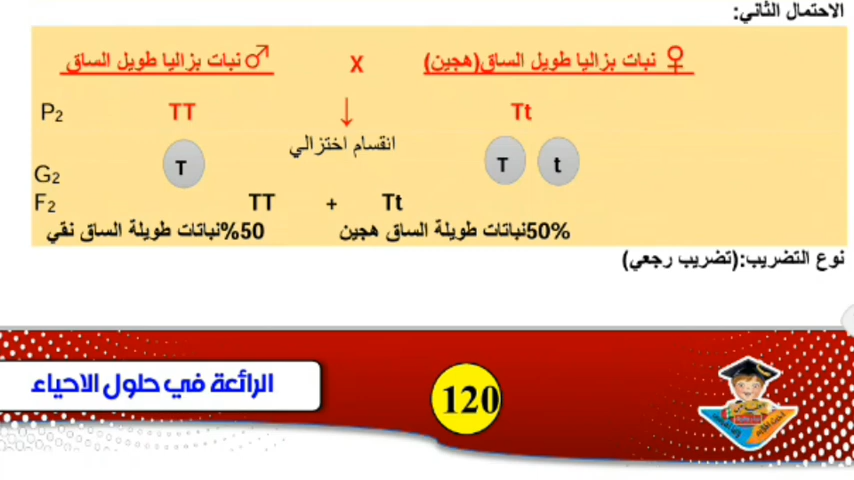 الاحتمال الثاني:
♀ نبات بزاليا طويل الساق(هجين) X ♂ نبات بزاليا طويل الساق
P2 TT ↓ Tt
انقسام اختزالي
G2 T T t
F2 TT + Tt
50%نباتات طويلة الساق نقي 50%نباتات طويلة الساق هجين
نوع التضريب:(تضريب رجعي)
الرائعة في حلول الاحياء
120